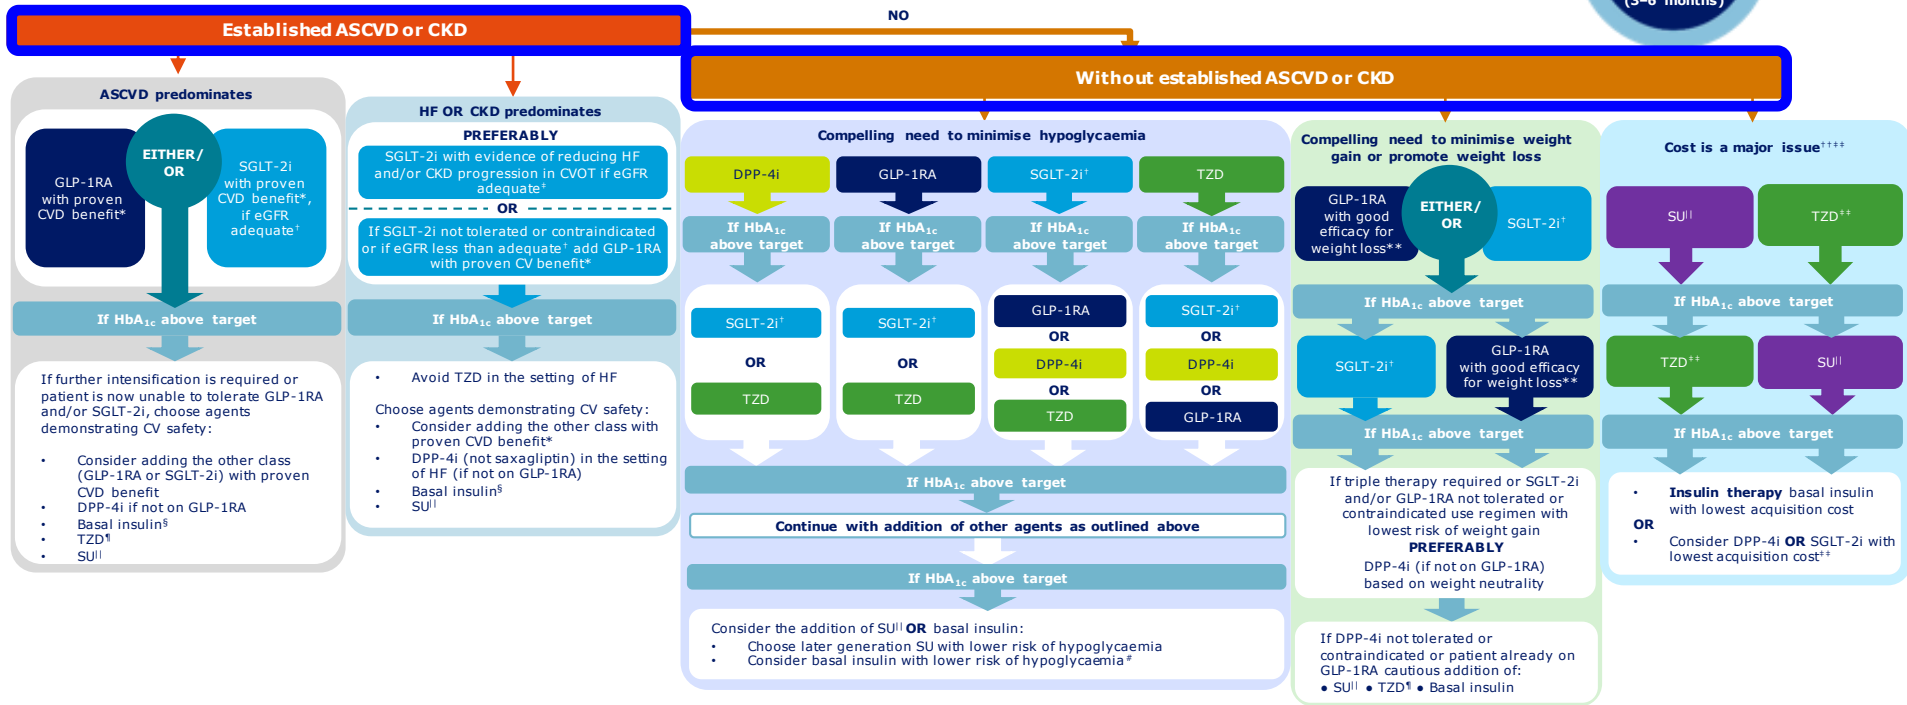 (3–6 months)
NO
Established ASCVD or CKD
Without established ASCVD or CKD
ASCVD predominates
GLP-1RA
with proven
CVD benefit*
EITHER/
OR
SGLT-2i
with proven
CVD benefit*,
if eGFR
adequate†
If HbA1c above target
If further intensification is required or
patient is now unable to tolerate GLP-1RA
and/or SGLT-2i, choose agents
demonstrating CV safety:
• Consider adding the other class
(GLP-1RA or SGLT-2i) with proven
CVD benefit
• DPP-4i if not on GLP-1RA
• Basal insulin§
• TZD¶
• SU||
HF OR CKD predominates
PREFERABLY
SGLT-2i with evidence of reducing HF
and/or CKD progression in CVOT if eGFR
adequate‡
OR
If SGLT-2i not tolerated or contraindicated
or if eGFR less than adequate† add GLP-1RA
with proven CV benefit*
If HbA1c above target
• Avoid TZD in the setting of HF
Choose agents demonstrating CV safety:
• Consider adding the other class with
proven CVD benefit*
• DPP-4i (not saxagliptin) in the setting
of HF (if not on GLP-1RA)
• Basal insulin§
• SU||
Compelling need to minimise hypoglycaemia
DPP-4i
If HbA1c
above target
SGLT-2i†
OR
TZD
GLP-1RA
If HbA1c
above target
SGLT-2i†
OR
TZD
SGLT-2i†
If HbA1c
above target
GLP-1RA
OR
DPP-4i
OR
TZD
TZD
If HbA1c
above target
SGLT-2i†
OR
DPP-4i
OR
GLP-1RA
If HbA1c above target
Continue with addition of other agents as outlined above
If HbA1c above target
Consider the addition of SU|| OR basal insulin:
• Choose later generation SU with lower risk of hypoglycaemia
• Consider basal insulin with lower risk of hypoglycaemia#
Compelling need to minimise weight
gain or promote weight loss
GLP-1RA
with good
efficacy for
weight loss**
EITHER/
OR
SGLT-2i†
If HbA1c above target
SGLT-2i†
GLP-1RA
with good efficacy
for weight loss**
If HbA1c above target
If triple therapy required or SGLT-2i
and/or GLP-1RA not tolerated or
contraindicated use regimen with
lowest risk of weight gain
PREFERABLY
DPP-4i (if not on GLP-1RA)
based on weight neutrality
If DPP-4i not tolerated or
contraindicated or patient already on
GLP-1RA cautious addition of:
● SU|| ● TZD¶ ● Basal insulin
Cost is a major issue††‡‡
SU||
TZD‡‡
If HbA1c above target
TZD‡‡
SU||
If HbA1c above target
• Insulin therapy basal insulin
with lowest acquisition cost
OR
• Consider DPP-4i OR SGLT-2i with
lowest acquisition cost‡‡